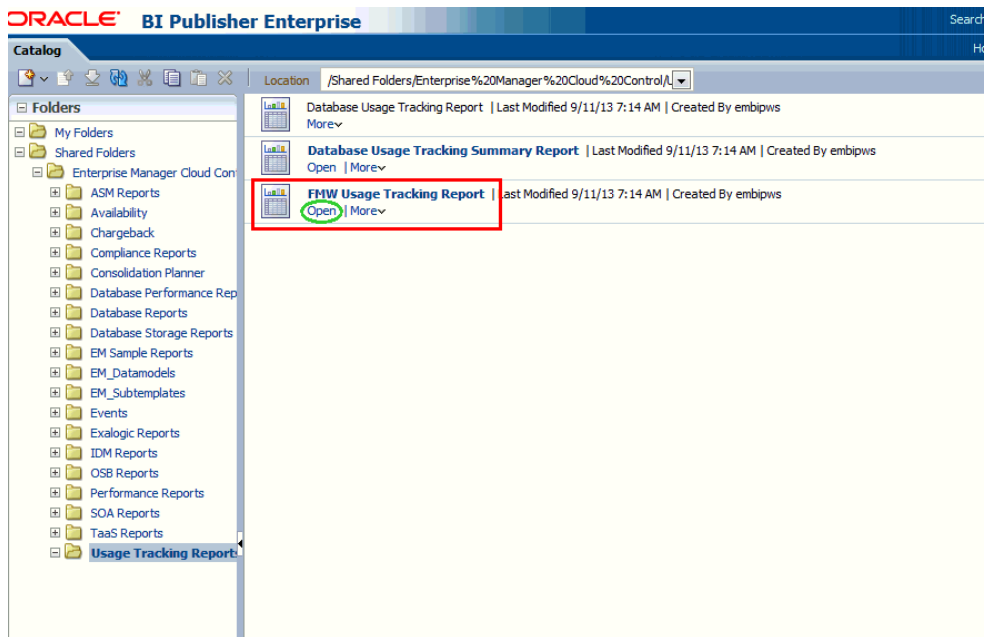 ORACLE BI Publisher Enterprise
Search
Catalog
Location /Shared Folders/Enterprise%20Manager%20Cloud%20Control/
Folders
My Folders
Shared Folders
Enterprise Manager Cloud Con
ASM Reports
Availability
Chargeback
Compliance Reports
Consolidation Planner
Database Performance Rep
Database Reports
Database Storage Reports
EM Sample Reports
EM_Datamodels
EM_Subtemplates
Events
Exalogic Reports
IDM Reports
OSB Reports
Performance Reports
SOA Reports
TaaS Reports
Usage Tracking Reports
Database Usage Tracking Report | Last Modified 9/11/13 7:14 AM | Created By embipws
More
Database Usage Tracking Summary Report | Last Modified 9/11/13 7:14 AM | Created By embipws
Open | More
FMW Usage Tracking Report | Last Modified 9/11/13 7:14 AM | Created By embipws
Open | More